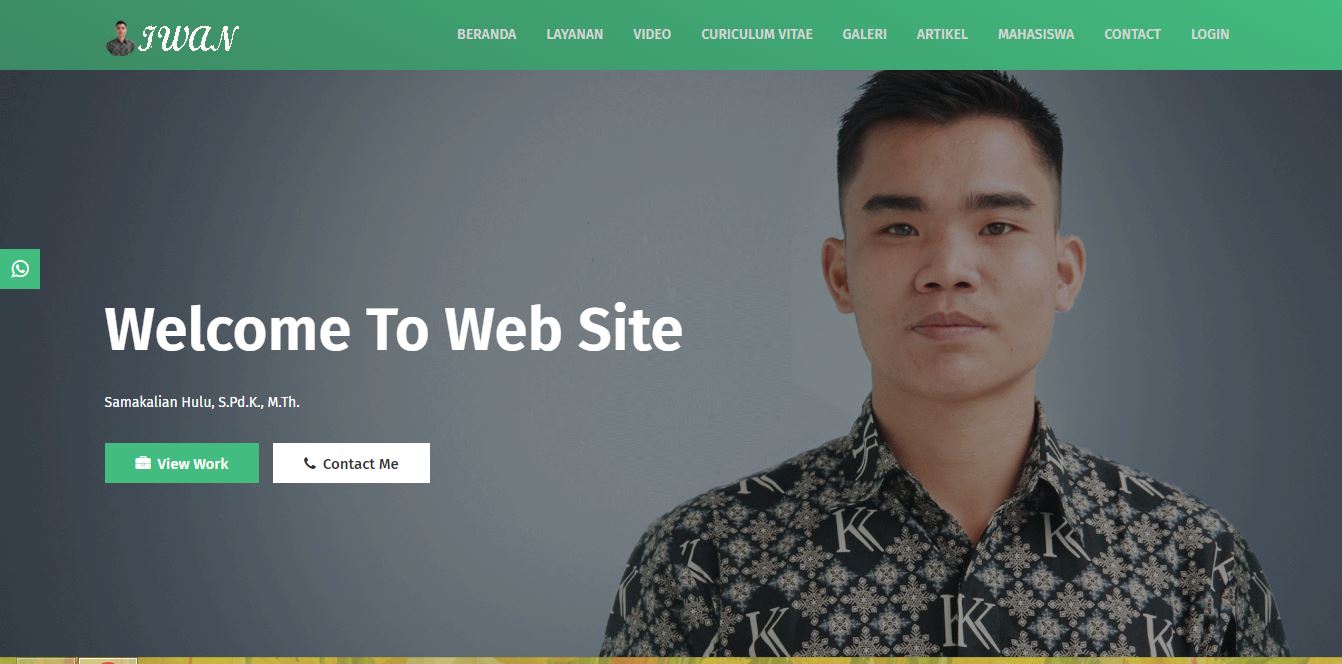 IWAN
BERANDA LAYANAN VIDEO CURICULUM VITAE GALERI ARTIKEL MAHASISWA CONTACT LOGIN
Welcome To Web Site
Samakalian Hulu, S.Pd.K., M.Th.
View Work Contact Me